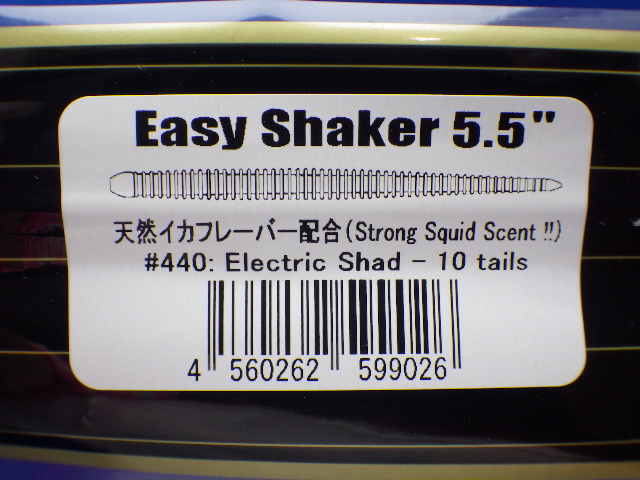 Easy Shaker 5.5"
天然イカフレーバー配合(Strong Squid Scent !!)
#440: Electric Shad - 10 tails
4 560262 599026